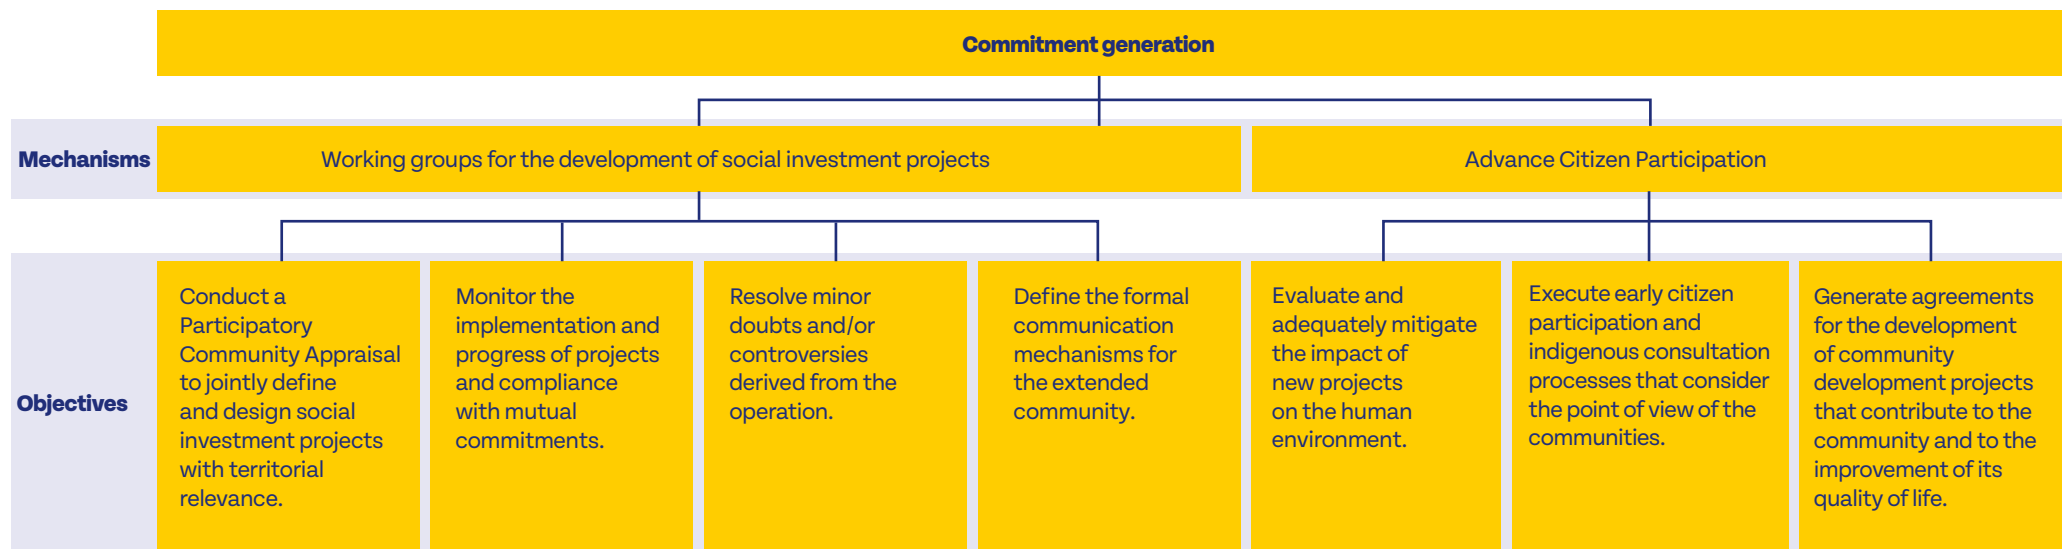 Commitment generation
Mechanisms
Working groups for the development of social investment projects
Advance Citizen Participation
Objectives
Conduct a
Participatory
Community Appraisal
to jointly define
and design social
investment projects
with territorial
relevance.
Monitor the
implementation and
progress of projects
and compliance
with mutual
commitments.
Resolve minor
doubts and/or
controversies
derived from the
operation.
Define the formal
communication
mechanisms for
the extended
community.
Evaluate and
adequately mitigate
the impact of
new projects
on the human
environment.
Execute early citizen
participation and
indigenous consultation
processes that consider
the point of view of the
communities.
Generate agreements
for the development
of community
development projects
that contribute to the
community and to the
improvement of its
quality of life.